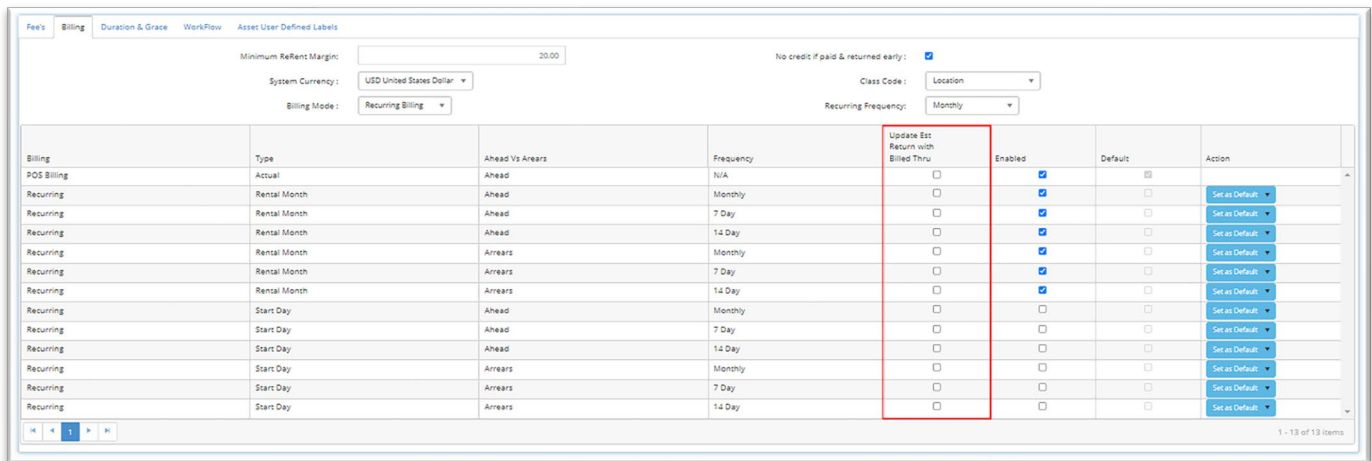 Fee's Billing Duration & Grace WorkFlow Asset User Defined Labels
Minimum ReRent Margin: 20.00 No credit if paid & returned early :
System Currency : USD United States Dollar Class Code : Location
Billing Mode : Recurring Billing Recurring Frequency: Monthly
Update Est
Return with
Billing Type Ahead Vs Arears Frequency Billed Thru Enabled Default Action
POS Billing Actual Ahead N/A
Recurring Rental Month Ahead Monthly Set as Default
Recurring Rental Month Ahead 7 Day Set as Default
Recurring Rental Month Ahead 14 Day Set as Default
Recurring Rental Month Arrears Monthly Set as Default
Recurring Rental Month Arrears 7 Day Set as Default
Recurring Rental Month Arrears 14 Day Set as Default
Recurring Start Day Ahead Monthly Set as Default
Recurring Start Day Ahead 7 Day Set as Default
Recurring Start Day Ahead 14 Day Set as Default
Recurring Start Day Arrears Monthly Set as Default
Recurring Start Day Arrears 7 Day Set as Default
Recurring Start Day Arrears 14 Day Set as Default
1 1 - 13 of 13 items